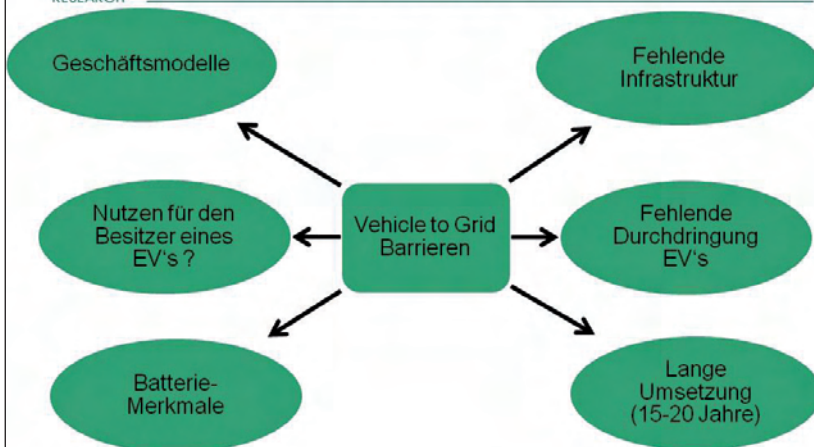 RESEARCH
Geschäftsmodelle
Fehlende
Infrastruktur
Nutzen für den
Besitzer eines
EV's ?
Vehicle to Grid
Barrieren
Fehlende
Durchdringung
EV's
Batterie-
Merkmale
Lange
Umsetzung
(15-20 Jahre)